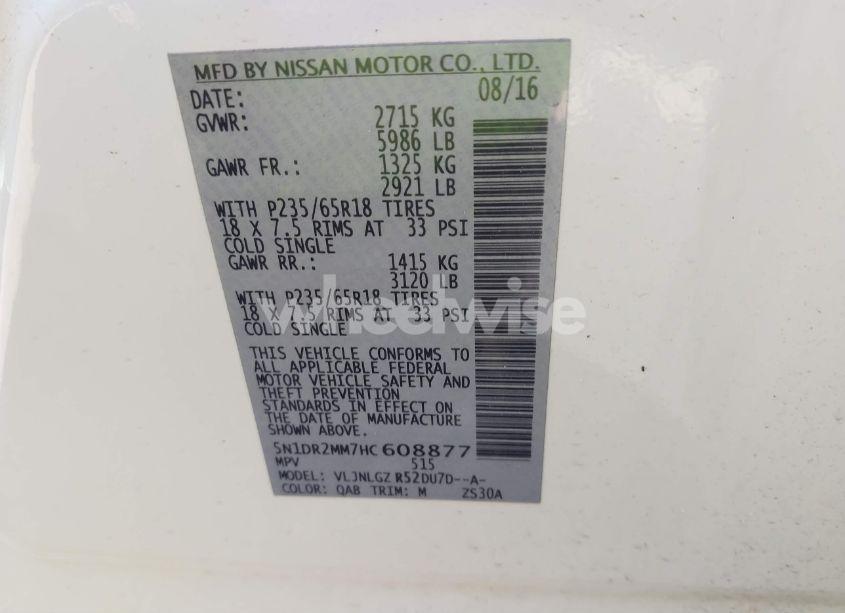 MFD BY NISSAN MOTOR CO., LTD.
DATE: 08/16
GVWR: 2715 KG
5986 LB
GAWR FR.: 1325 KG
2921 LB
WITH P235/65R18 TIRES
18 X 7.5 RIMS AT 33 PSI
COLD SINGLE
GAWR RR.: 1415 KG
3120 LB
WITH P235/65R18 TIRES
18 X 7.5 RIMS AT 33 PSI
COLD SINGLE
wheelwise
THIS VEHICLE CONFORMS TO
ALL APPLICABLE FEDERAL
MOTOR VEHICLE SAFETY AND
THEFT PREVENTION
STANDARDS IN EFFECT ON
THE DATE OF MANUFACTURE
SHOWN ABOVE.
5N1DR2MM7HC608877
MPV 515
MODEL: VLJNLGZ R52DU7D--A-
COLOR: QAB TRIM: M ZS30A